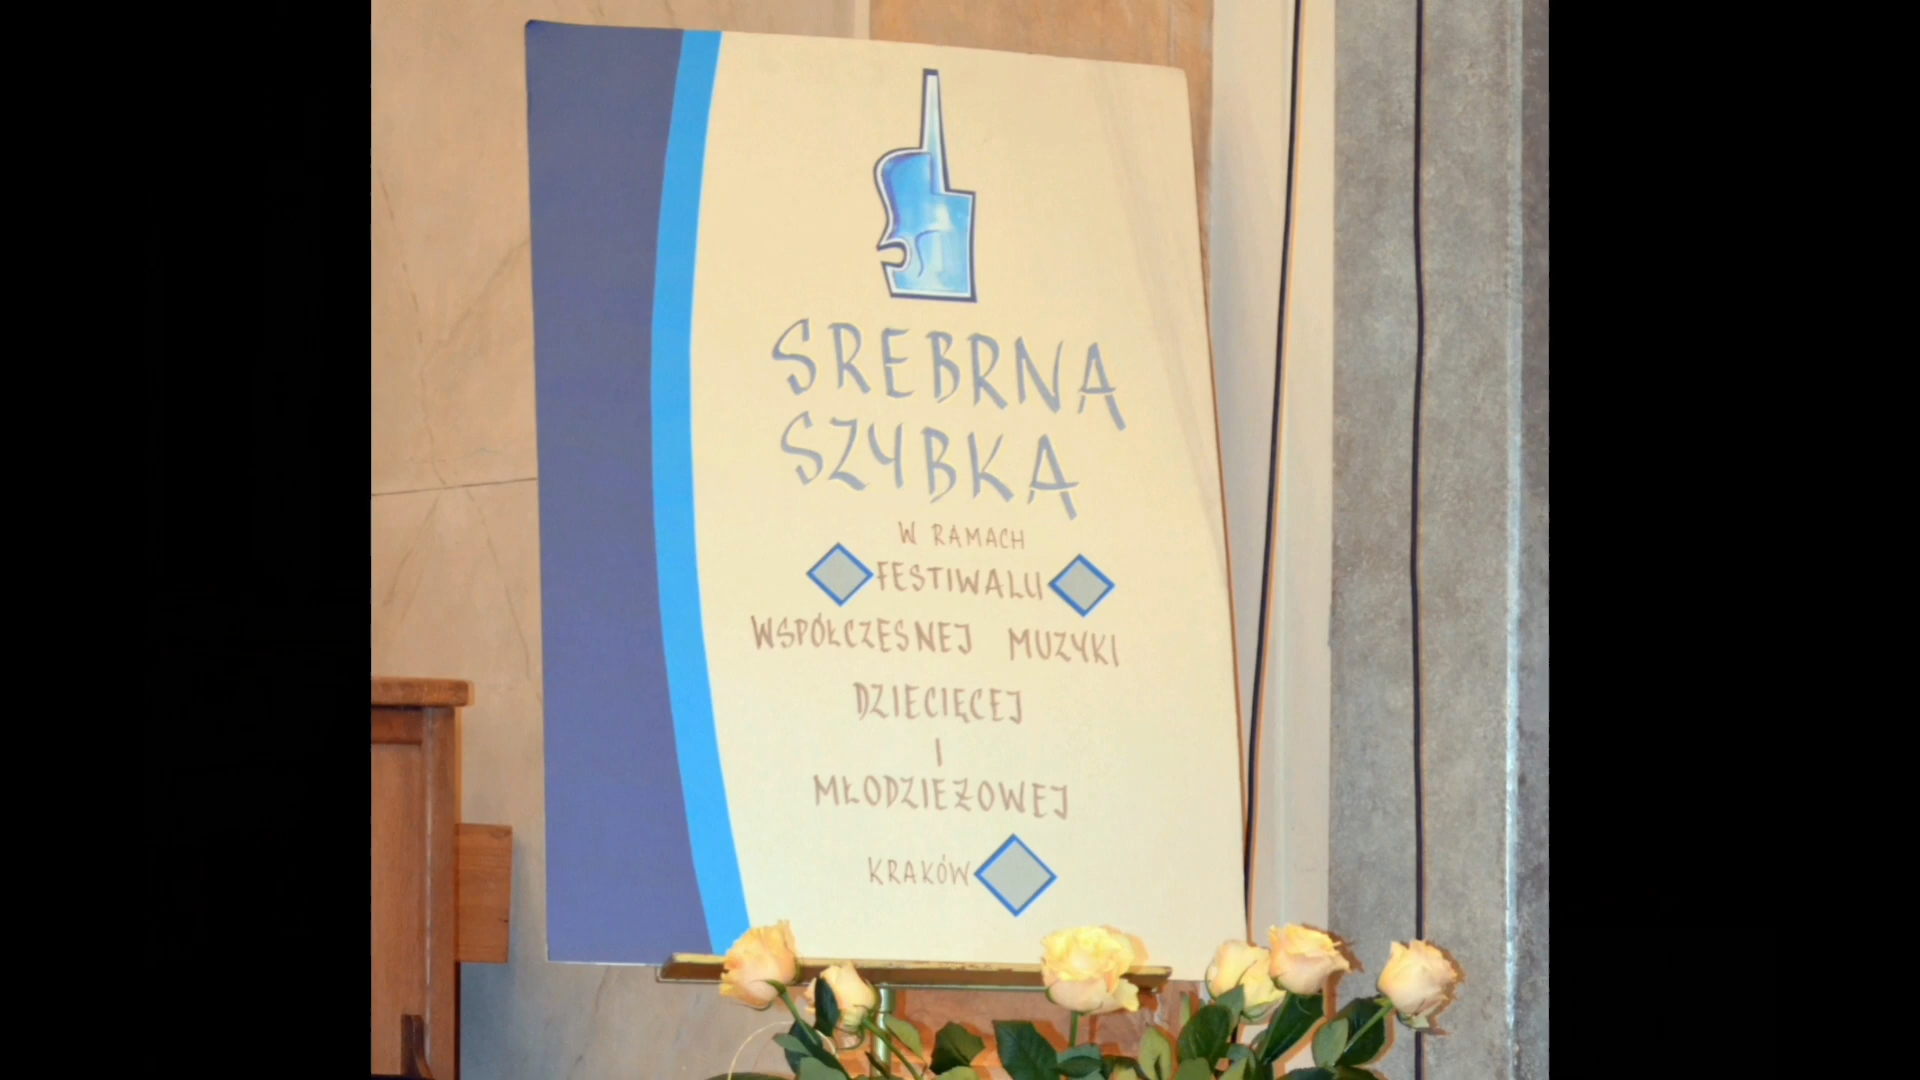 SREBRNA
SZYBKA
W RAMACH
FESTIWALU
WSPÓŁCZESNEJ MUZYKI
DZIECIĘCEJ
I
MŁODZIEŻOWEJ
KRAKÓW